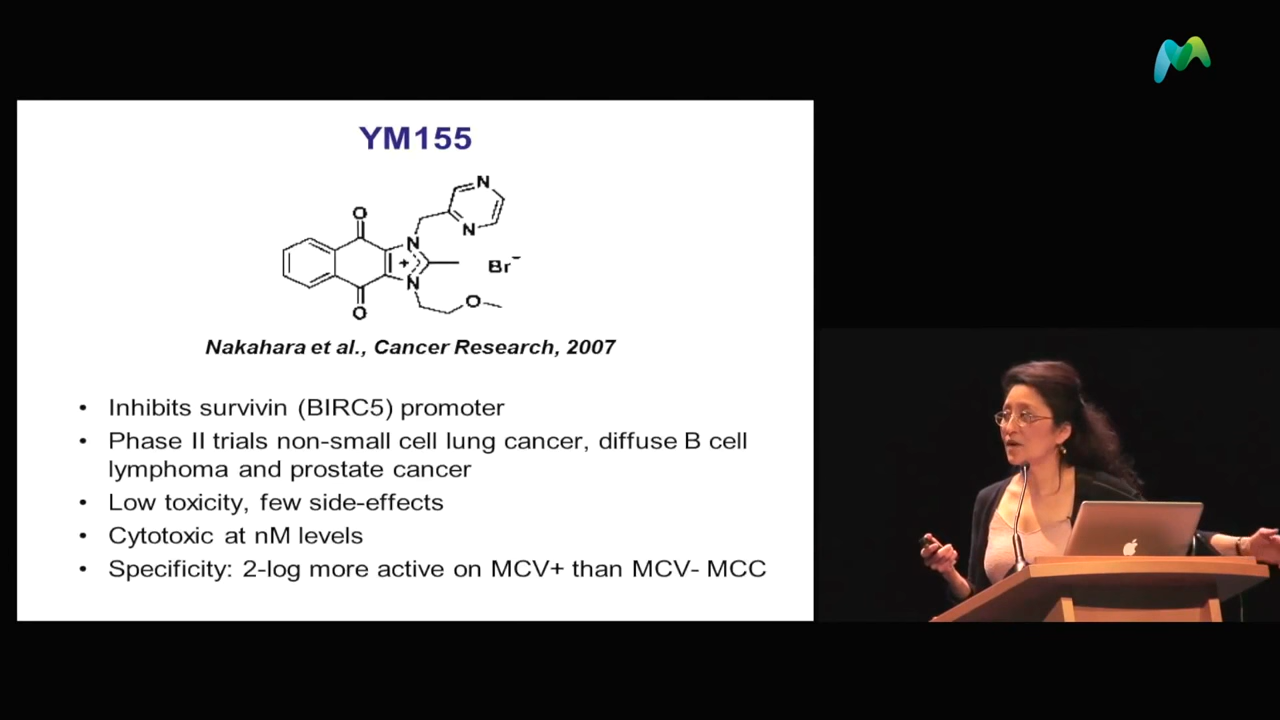 YM155
N
N
O
N
+
Br⁻
N
O
O
Nakahara et al., Cancer Research, 2007
• Inhibits survivin (BIRC5) promoter
• Phase II trials non-small cell lung cancer, diffuse B cell
lymphoma and prostate cancer
• Low toxicity, few side-effects
• Cytotoxic at nM levels
• Specificity: 2-log more active on MCV+ than MCV- MCC